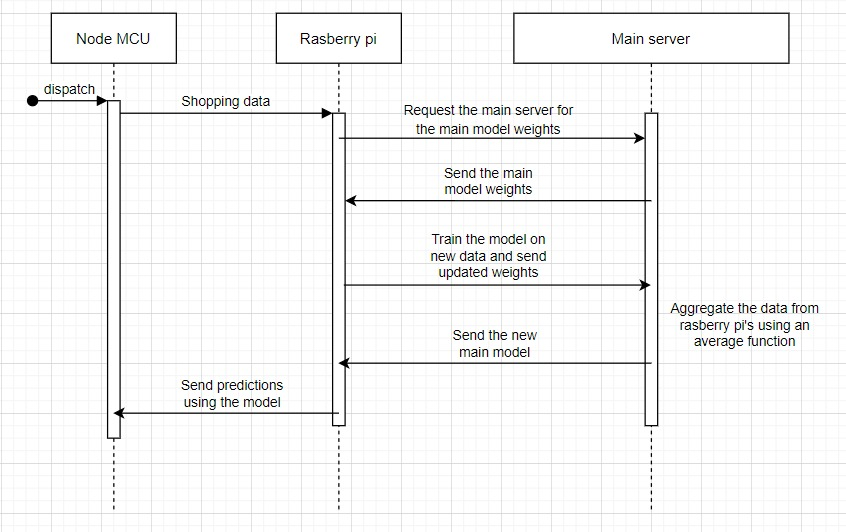 Node MCU
Rasberry pi
Main server
dispatch
Shopping data
Request the main server for
the main model weights
Send the main
model weights
Train the model on
new data and send
updated weights
Aggregate the data from
rasberry pi's using an
average function
Send the new
main model
Send predictions
using the model